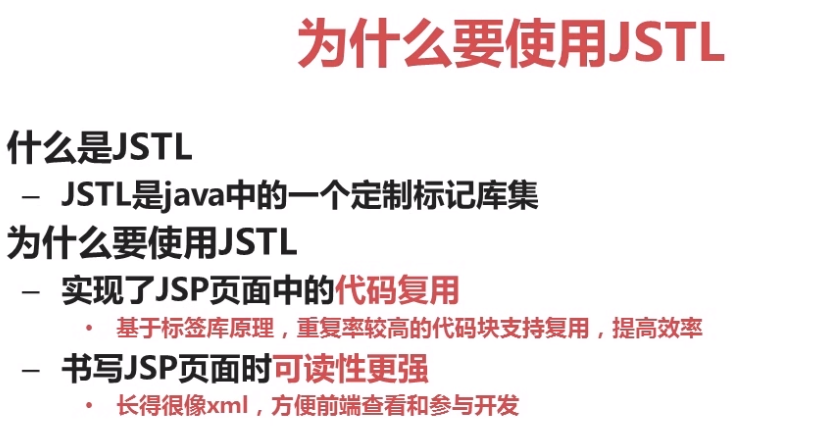 为什么要使用JSTL
什么是JSTL
– JSTL是java中的一个定制标记库集
为什么要使用JSTL
– 实现了JSP页面中的代码复用
• 基于标签库原理，重复率较高的代码块支持复用，提高效率
– 书写JSP页面时可读性更强
• 长得很像xml，方便前端查看和参与开发